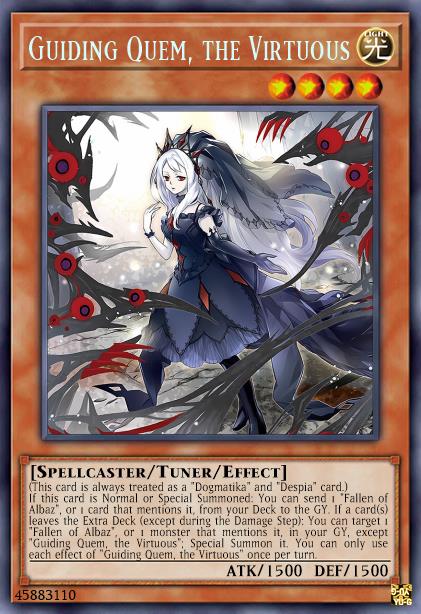 Guiding Quem, the Virtuous
LIGHT
光
[Spellcaster/Tuner/Effect]
(This card is always treated as a "Dogmatika" and "Despia" card.)
If this card is Normal or Special Summoned: You can send 1 "Fallen of
Albaz", or 1 card that mentions it, from your Deck to the GY. If a card(s)
leaves the Extra Deck (except during the Damage Step): You can target 1
"Fallen of Albaz", or 1 monster that mentions it, in your GY, except
"Guiding Quem, the Virtuous"; Special Summon it. You can only use
each effect of "Guiding Quem, the Virtuous" once per turn.
ATK/1500 DEF/1500
45883110